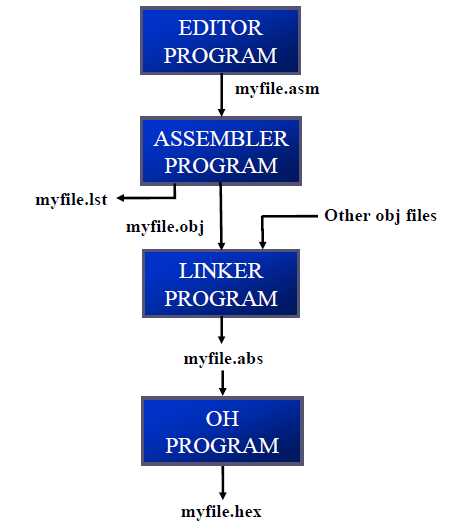 EDITOR
PROGRAM
myfile.asm
ASSEMBLER
PROGRAM
myfile.lst
myfile.obj
Other obj files
LINKER
PROGRAM
myfile.abs
OH
PROGRAM
myfile.hex